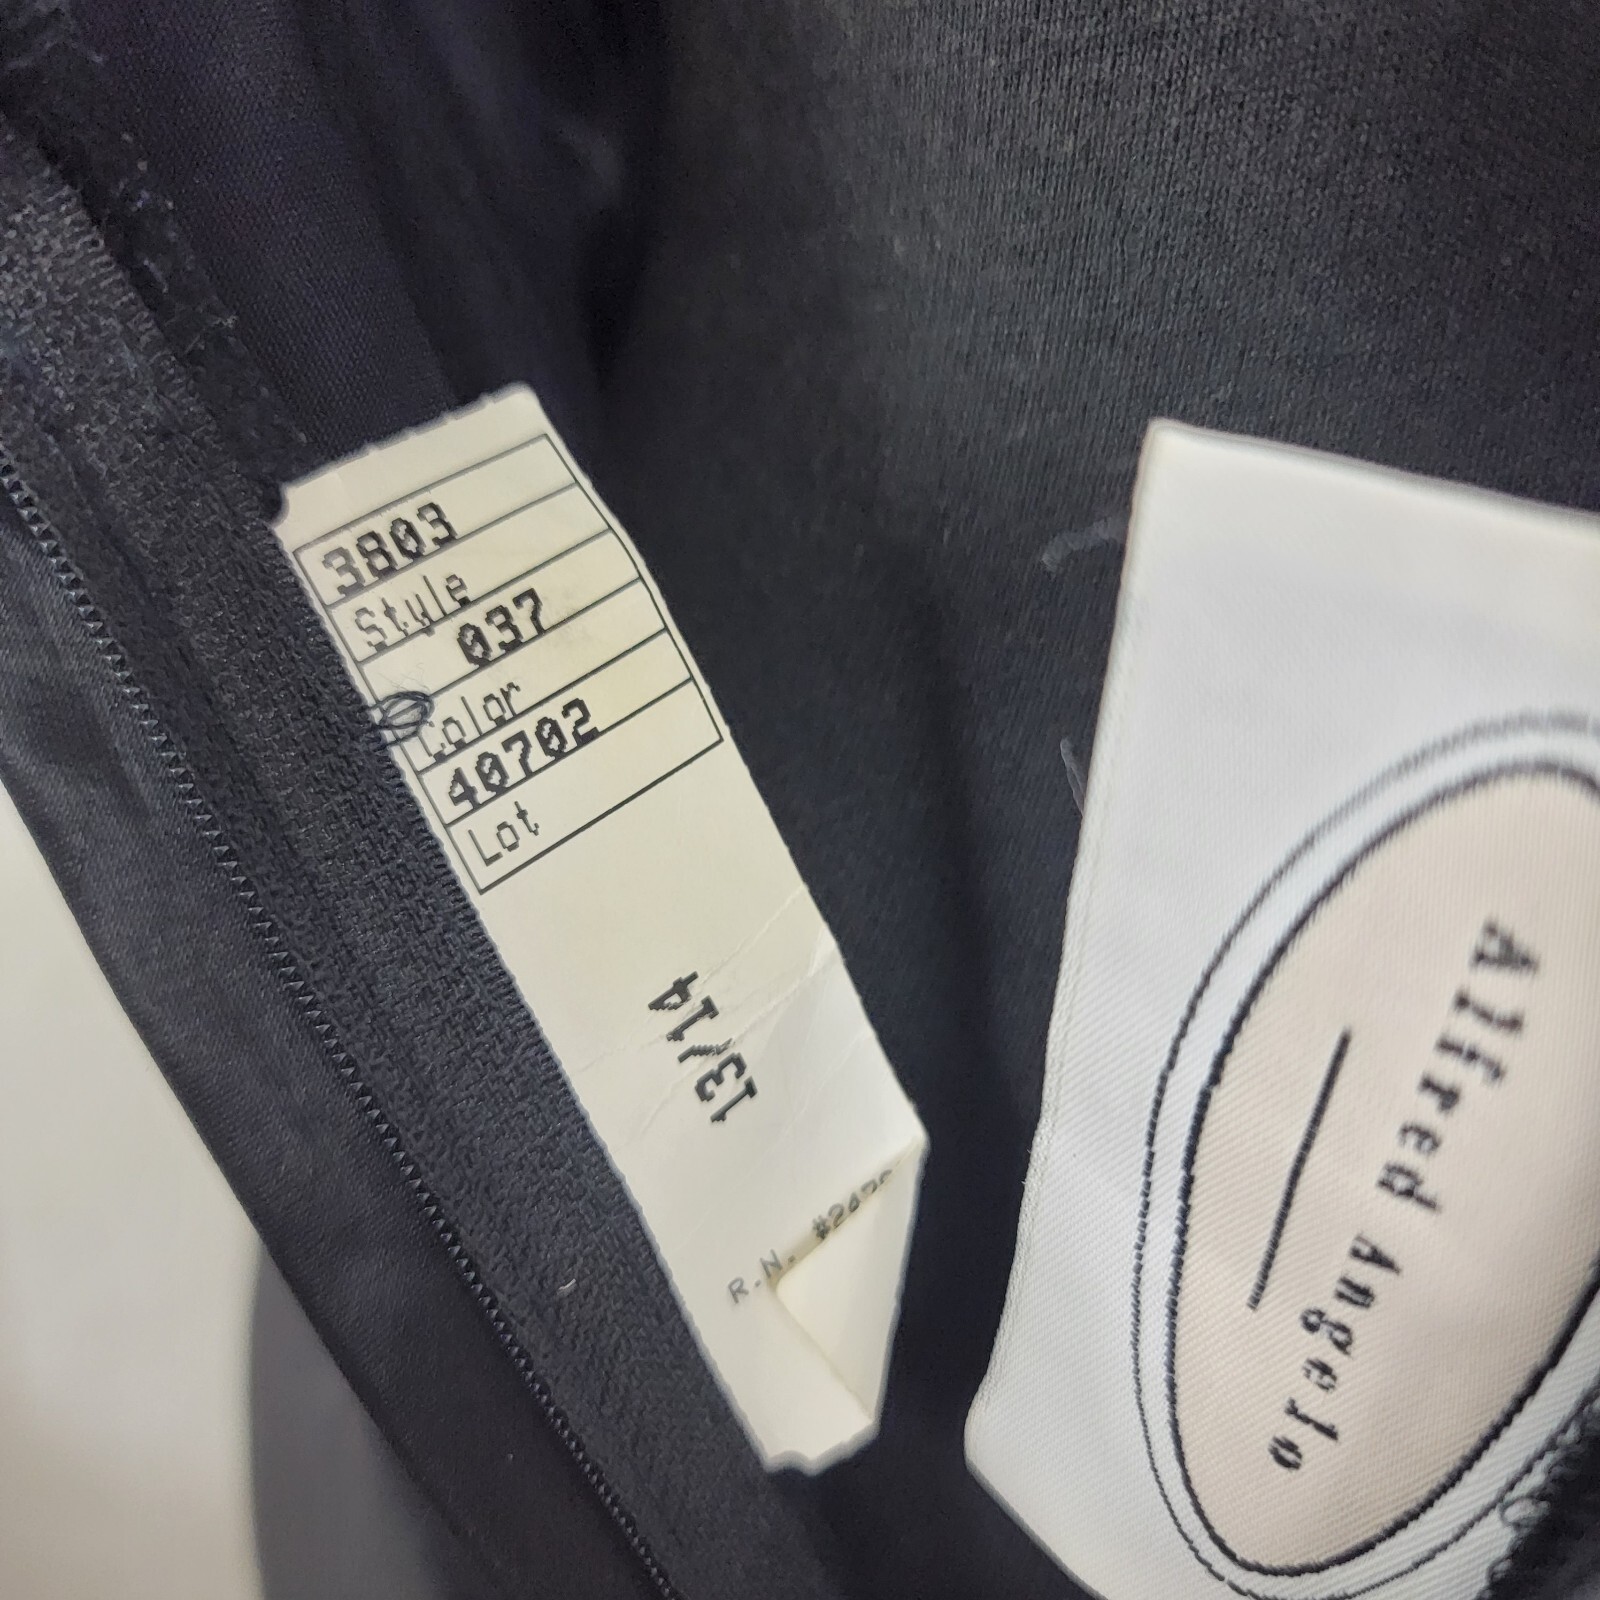 3803
Style
037
Color
40702
Lot
13/14
R.N.
Alfred Angelo